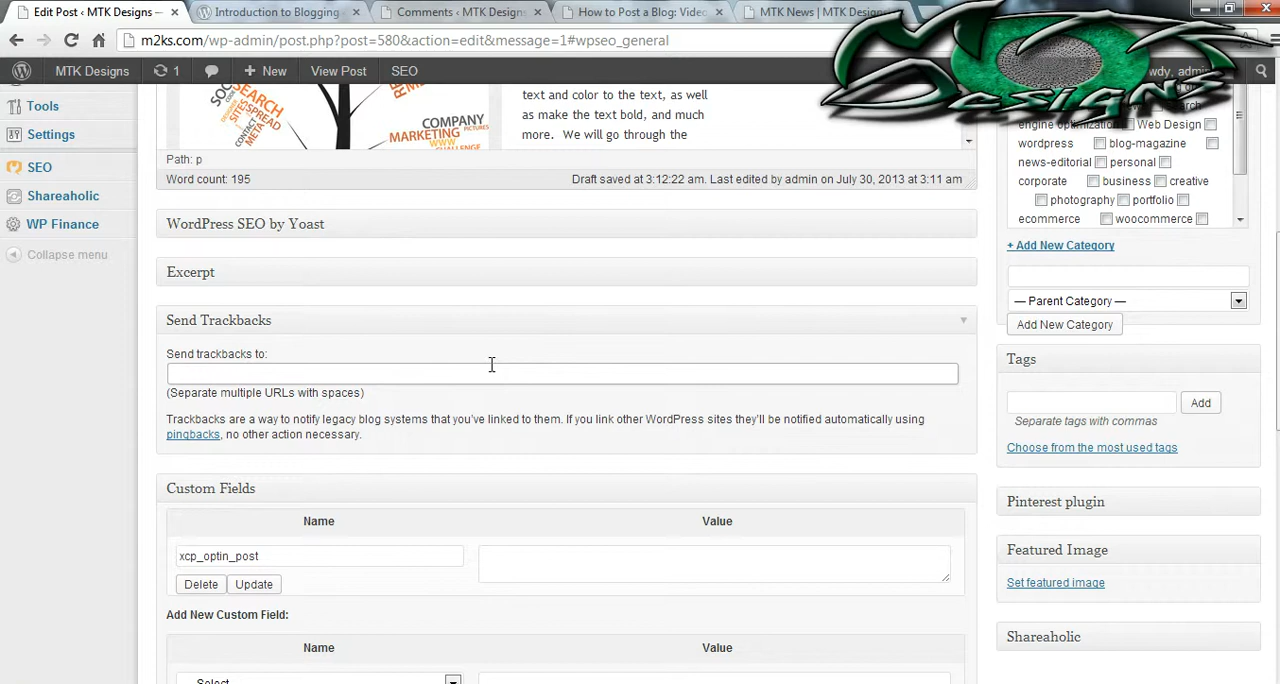 Edit Post ‹ MTK Designs —
Introduction to Blogging
Comments ‹ MTK Designs
How to Post a Blog: Video
MTK News | MTK Designs
m2ks.com/wp-admin/post.php?post=580&action=edit&message=1#wpseo_general
MTK Designs
1
New
View Post
SEO
admin
Designs
Tools
Settings
SEO
Shareaholic
WP Finance
Collapse menu
SEARCH
SPREAD
META
COMPANY
MARKETING
PICTURES
WWW
CHALLENGE
text and color to the text, as well
as make the text bold, and much
more. We will go through the
Path: p
Word count: 195
Draft saved at 3:12:22 am. Last edited by admin on July 30, 2013 at 3:11 am
WordPress SEO by Yoast
Excerpt
Send Trackbacks
Send trackbacks to:
(Separate multiple URLs with spaces)
Trackbacks are a way to notify legacy blog systems that you've linked to them. If you link other WordPress sites they'll be notified automatically using
pingbacks, no other action necessary.
Custom Fields
Name
Value
xcp_optin_post
Delete
Update
Add New Custom Field:
Name
Value
Select
engine optimization
Web Design
wordpress
blog-magazine
news-editorial
personal
corporate
business
creative
photography
portfolio
ecommerce
woocommerce
+ Add New Category
— Parent Category —
Add New Category
Tags
Add
Separate tags with commas
Choose from the most used tags
Pinterest plugin
Featured Image
Set featured image
Shareaholic